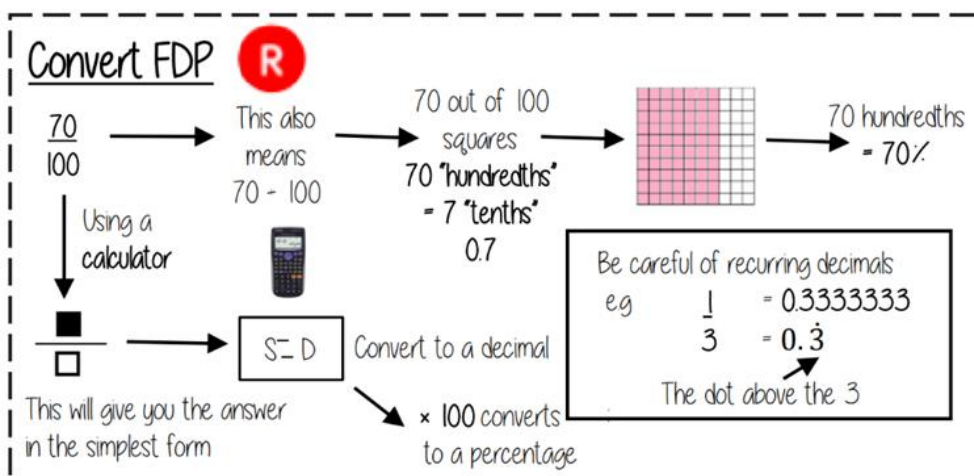 Convert FDP
R
70
100
This also
means
70 - 100
70 out of 100
squares
70 "hundredths"
= 7 "tenths"
0.7
70 hundredths
= 70%
Using a
calculator
This will give you the answer
in the simplest form
S=D
Convert to a decimal
× 100 converts
to a percentage
Be careful of recurring decimals
eg
1
3
= 0.3333333
= 0.3̇
The dot above the 3